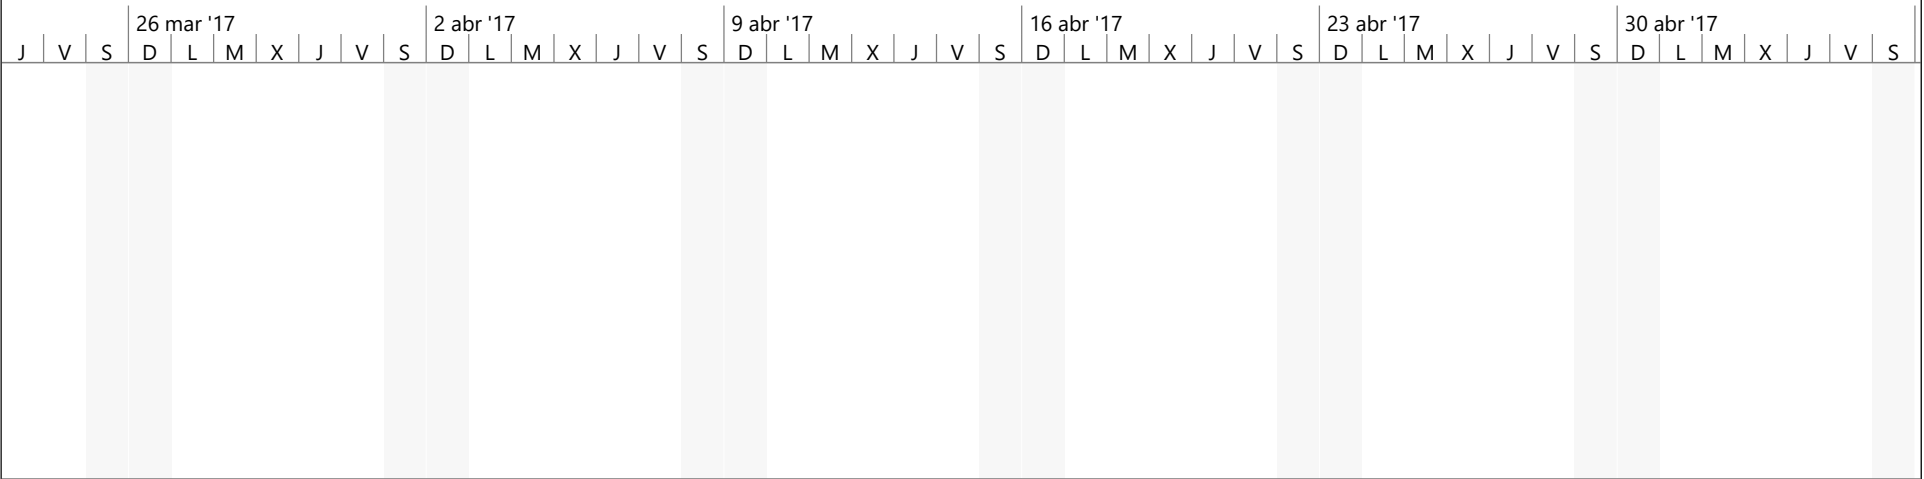 26 mar '17 2 abr '17 9 abr '17 16 abr '17 23 abr '17 30 abr '17
J V S D L M X J V S D L M X J V S D L M X J V S D L M X J V S D L M X J V S D L M X J V S